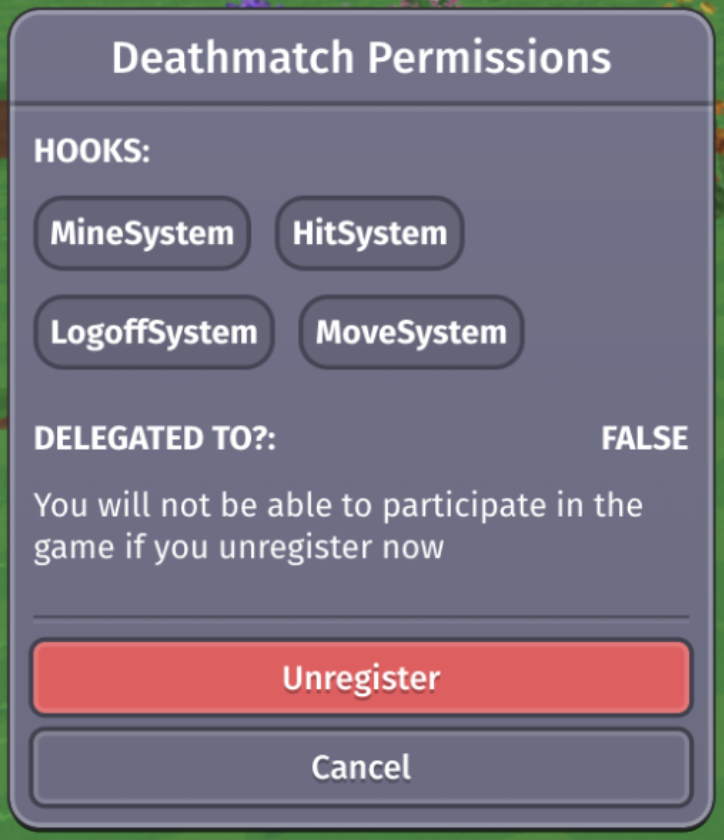 Deathmatch Permissions
HOOKS:
MineSystem HitSystem
LogoffSystem MoveSystem
DELEGATED TO?: FALSE
You will not be able to participate in the
game if you unregister now
Unregister
Cancel